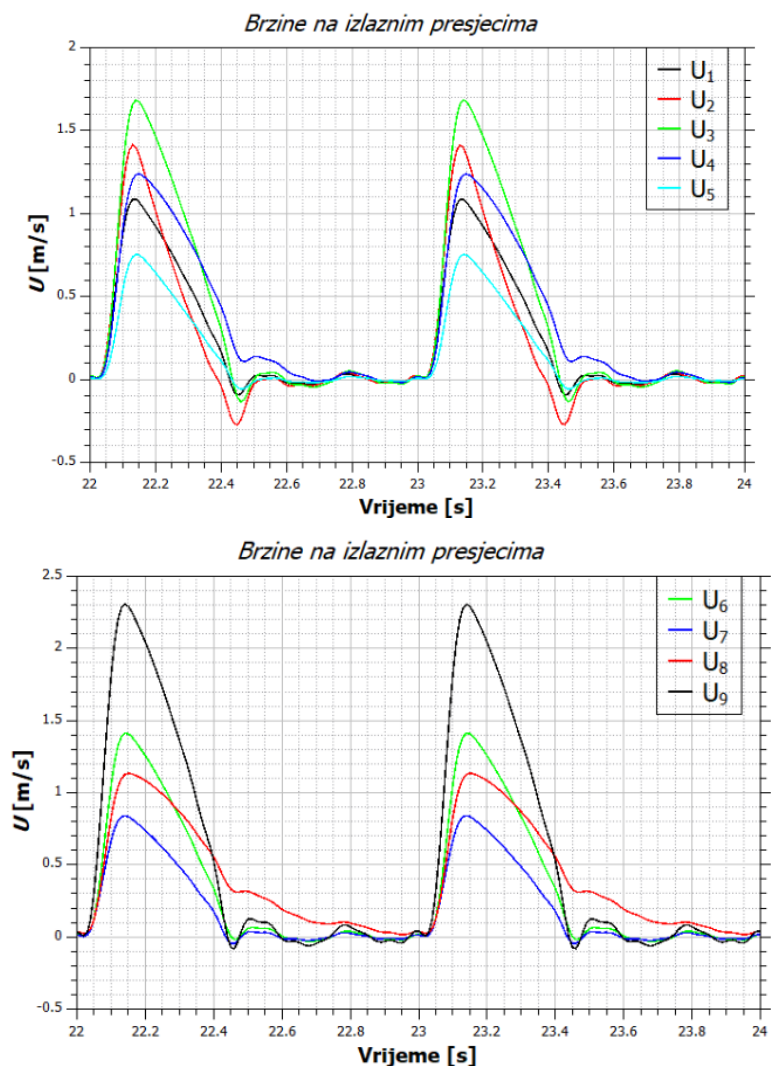 Brzine na izlaznim presjecima
2
1.5
1
0.5
0
-0.5
U [m/s]
U1
U2
U3
U4
U5
22 22.2 22.4 22.6 22.8 23 23.2 23.4 23.6 23.8 24
Vrijeme [s]
Brzine na izlaznim presjecima
2.5
2
1.5
1
0.5
0
-0.5
U [m/s]
U6
U7
U8
U9
22 22.2 22.4 22.6 22.8 23 23.2 23.4 23.6 23.8 24
Vrijeme [s]